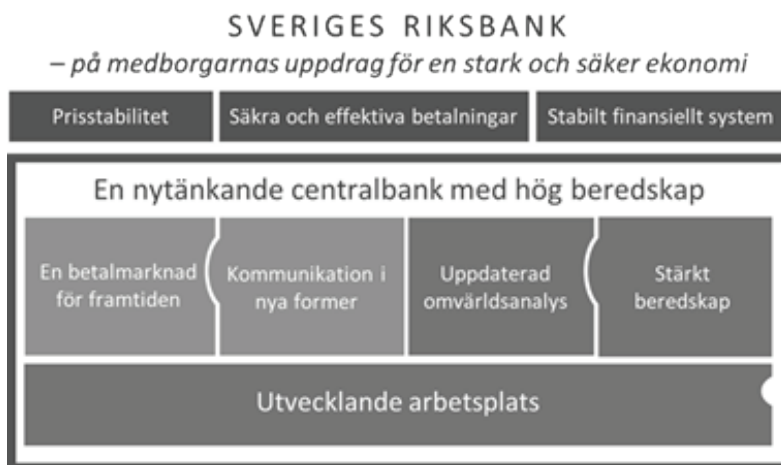 SVERIGES RIKSBANK
– på medborgarnas uppdrag för en stark och säker ekonomi
Prisstabilitet
Säkra och effektiva betalningar
Stabilt finansiellt system
En nytänkande centralbank med hög beredskap
En betalmarknad
för framtiden
Kommunikation i
nya former
Uppdaterad
omvärldsanalys
Stärkt
beredskap
Utvecklande arbetsplats